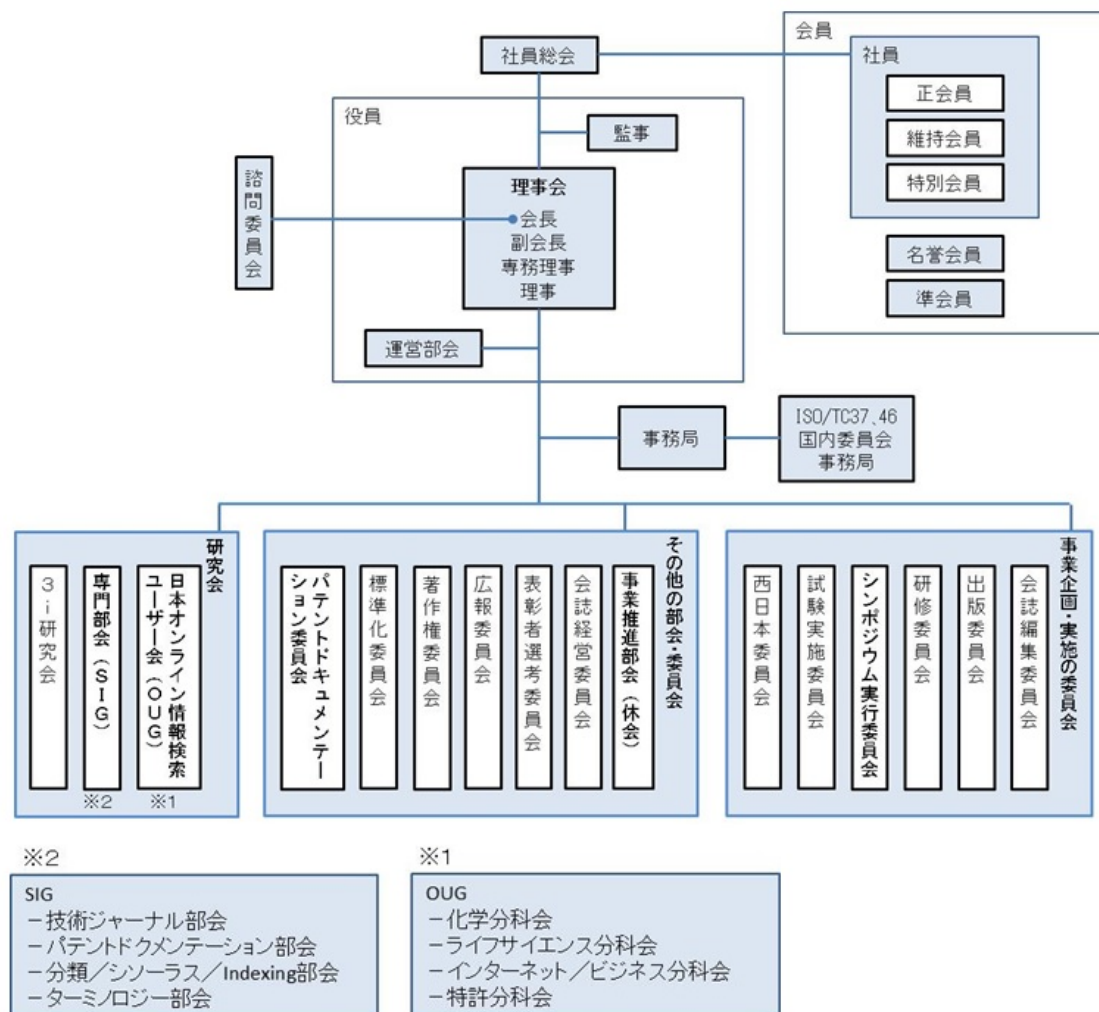 会員
社員総会
社員
正会員
維持会員
特別会員
名誉会員
準会員
役員
監事
諮問委員会
理事会
会長
副会長
専務理事
理事
運営部会
事務局
ISO/TC37、46
国内委員会
事務局
研究会
日本オンライン情報検索
ユーザー会(OUG)
専門部会(SIG)
3i研究会
※2
※1
その他の部会・委員会
事業推進部会(休会)
会誌経営委員会
表彰者選考委員会
広報委員会
著作権委員会
標準化委員会
パテントドキュメンテー
ション委員会
事業企画・実施の委員会
会誌編集委員会
出版委員会
研修委員会
シンポジウム実行委員会
試験実施委員会
西日本委員会
※2
SIG
－技術ジャーナル部会
－パテントドクメンテーション部会
－分類／シソーラス／Indexing部会
－ターミノロジー部会
※1
OUG
－化学分科会
－ライフサイエンス分科会
－インターネット／ビジネス分科会
－特許分科会